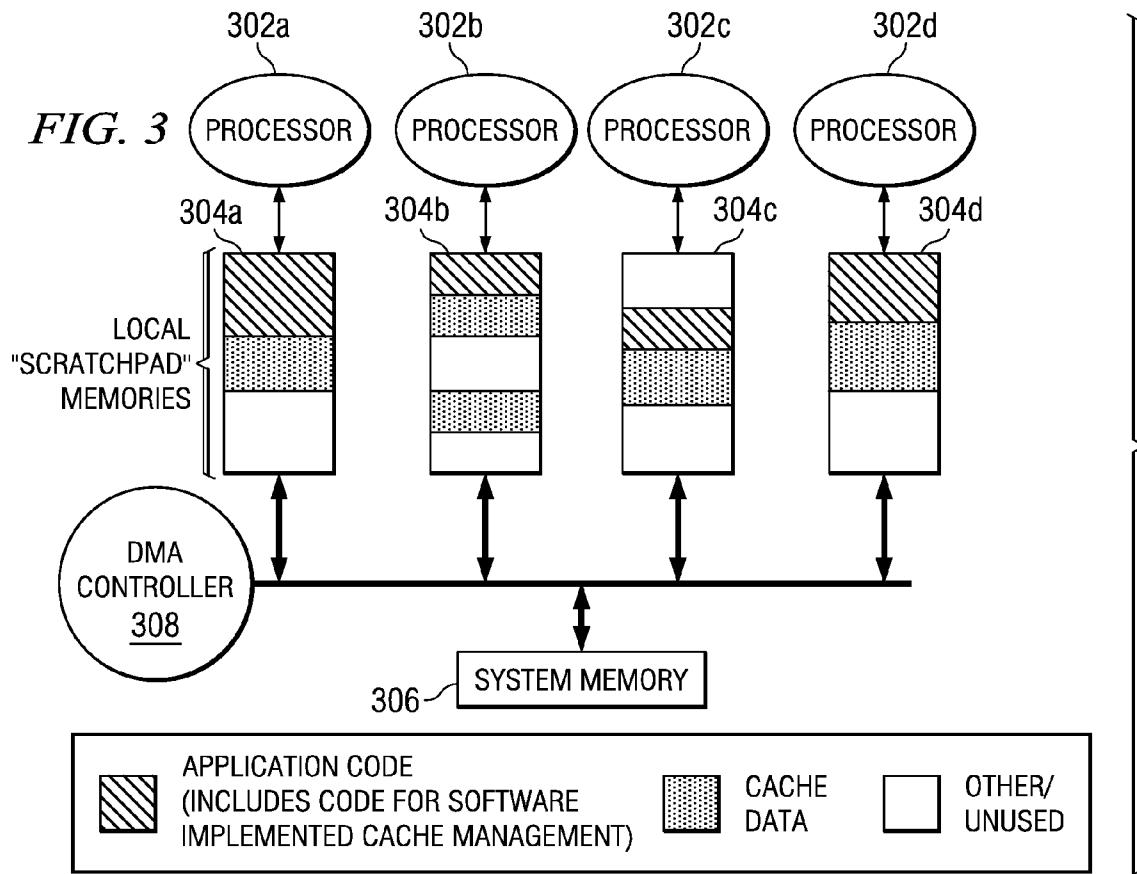 302a
302b
302c
302d
FIG. 3
PROCESSOR
PROCESSOR
PROCESSOR
PROCESSOR
304a
304b
304c
304d
LOCAL
"SCRATCHPAD"
MEMORIES
DMA
CONTROLLER
308
SYSTEM MEMORY
306
APPLICATION CODE
(INCLUDES CODE FOR SOFTWARE
IMPLEMENTED CACHE MANAGEMENT)
CACHE
DATA
OTHER/
UNUSED